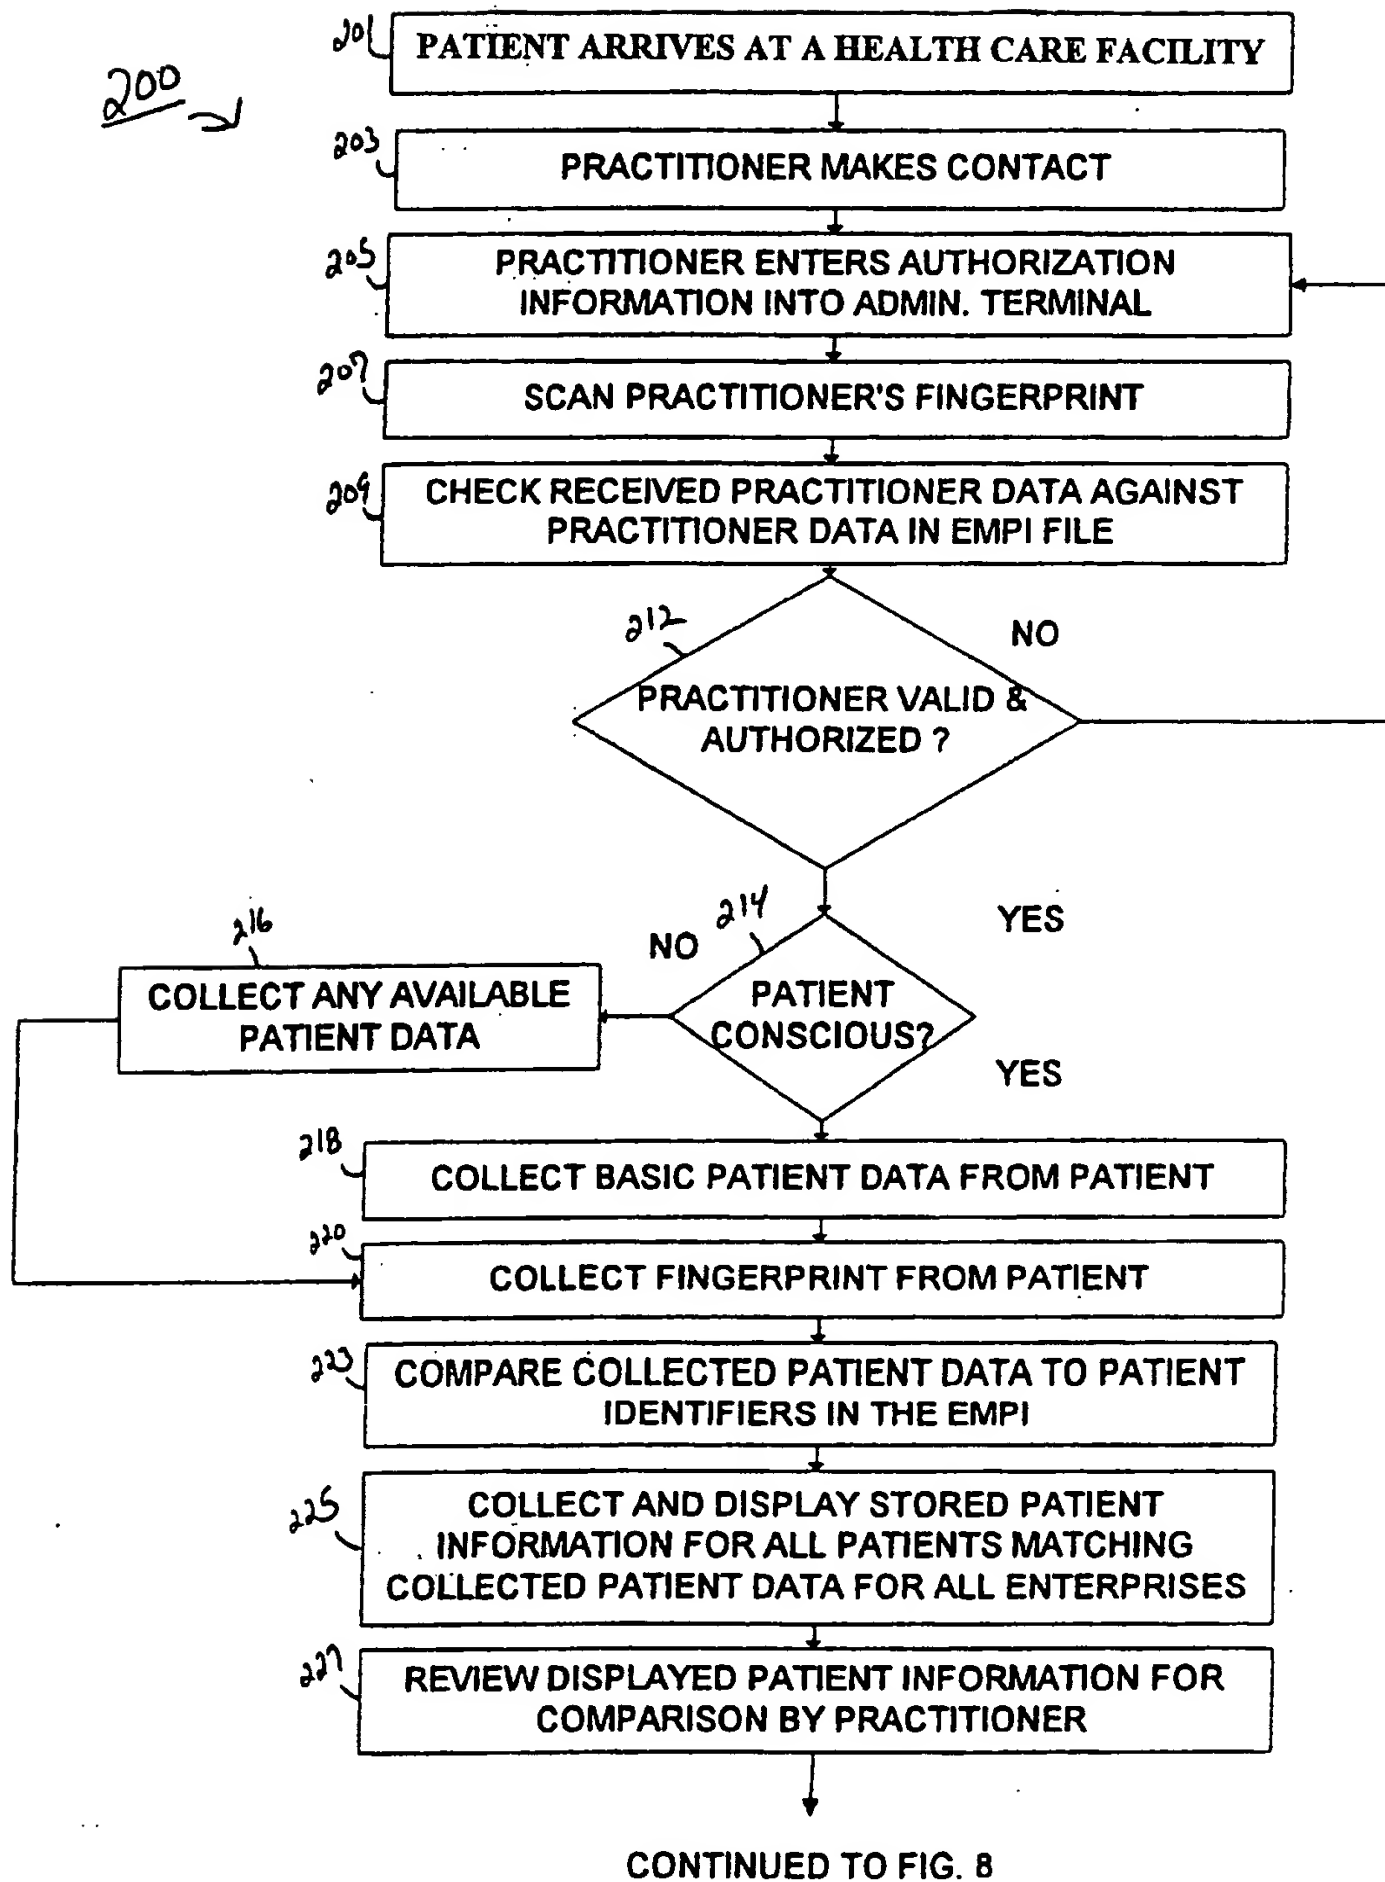 201
PATIENT ARRIVES AT A HEALTH CARE FACILITY
200
203
PRACTITIONER MAKES CONTACT
205
PRACTITIONER ENTERS AUTHORIZATION
INFORMATION INTO ADMIN. TERMINAL
207
SCAN PRACTITIONER'S FINGERPRINT
209
CHECK RECEIVED PRACTITIONER DATA AGAINST
PRACTITIONER DATA IN EMPI FILE
212
NO
PRACTITIONER VALID &
AUTHORIZED ?
YES
214
NO
216
COLLECT ANY AVAILABLE
PATIENT DATA
PATIENT
CONSCIOUS?
YES
218
COLLECT BASIC PATIENT DATA FROM PATIENT
220
COLLECT FINGERPRINT FROM PATIENT
223
COMPARE COLLECTED PATIENT DATA TO PATIENT
IDENTIFIERS IN THE EMPI
225
COLLECT AND DISPLAY STORED PATIENT
INFORMATION FOR ALL PATIENTS MATCHING
COLLECTED PATIENT DATA FOR ALL ENTERPRISES
227
REVIEW DISPLAYED PATIENT INFORMATION FOR
COMPARISON BY PRACTITIONER
CONTINUED TO FIG. 8